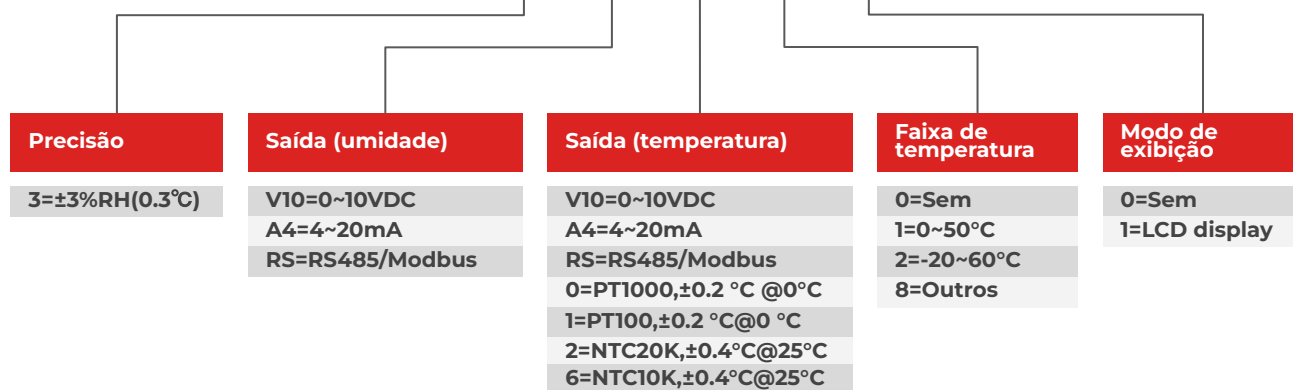 Precisão
3=±3%RH(0.3℃)
Saída (umidade)
V10=0~10VDC
A4=4~20mA
RS=RS485/Modbus
Saída (temperatura)
V10=0~10VDC
A4=4~20mA
RS=RS485/Modbus
0=PT1000,±0.2 °C @0°C
1=PT100,±0.2 °C@0 °C
2=NTC20K,±0.4°C@25°C
6=NTC10K,±0.4°C@25°C
Faixa de
temperatura
0=Sem
1=0~50°C
2=-20~60°C
8=Outros
Modo de
exibição
0=Sem
1=LCD display